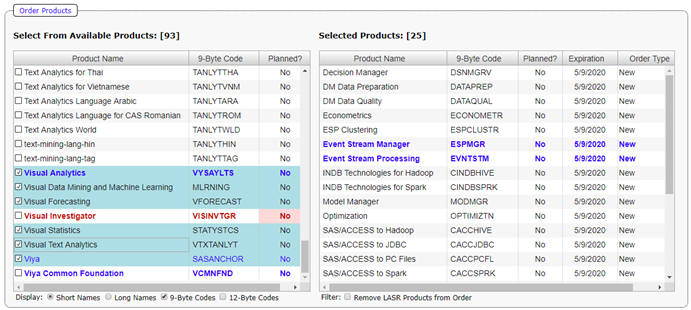 Order Products
Select From Available Products: [93]
Product Name 9-Byte Code Planned?
Text Analytics for Thai TANLYTTHA No
Text Analytics for Vietnamese TANLYTVNM No
Text Analytics Language Arabic TANLYTARA No
Text Analytics Language for CAS Romanian TANLYTROM No
Text Analytics World TANLYTWLD No
text-mining-lang-hin TANLYTHIN No
text-mining-lang-tag TANLYTTAG No
Visual Analytics VYSAYLTS No
Visual Data Mining and Machine Learning MLRNING No
Visual Forecasting VFORECAST No
Visual Investigator VISINVTGR No
Visual Statistics STATYSTCS No
Visual Text Analytics VTXTANLYT No
Viya SASANCHOR No
Viya Common Foundation VCMNFND No
Display: Short Names Long Names 9-Byte Codes 12-Byte Codes
Selected Products: [25]
Product Name 9-Byte Code Planned? Expiration Order Type
Decision Manager DSNMGRV No 5/9/2020 New
DM Data Preparation DATAPREP No 5/9/2020 New
DM Data Quality DATAQUAL No 5/9/2020 New
Econometrics ECONOMETR No 5/9/2020 New
ESP Clustering ESPCLUSTR No 5/9/2020 New
Event Stream Manager ESPMGR No 5/9/2020 New
Event Stream Processing EVNTSTM No 5/9/2020 New
INDB Technologies for Hadoop CINDBHIVE No 5/9/2020 New
INDB Technologies for Spark CINDBSPRK No 5/9/2020 New
Model Manager MODMGR No 5/9/2020 New
Optimization OPTIMIZTN No 5/9/2020 New
SAS/ACCESS to Hadoop CACCHIVE No 5/9/2020 New
SAS/ACCESS to JDBC CACCJDBC No 5/9/2020 New
SAS/ACCESS to PC Files CACCPCFL No 5/9/2020 New
SAS/ACCESS to Spark CACCSPRK No 5/9/2020 New
Filter: Remove LASR Products from Order